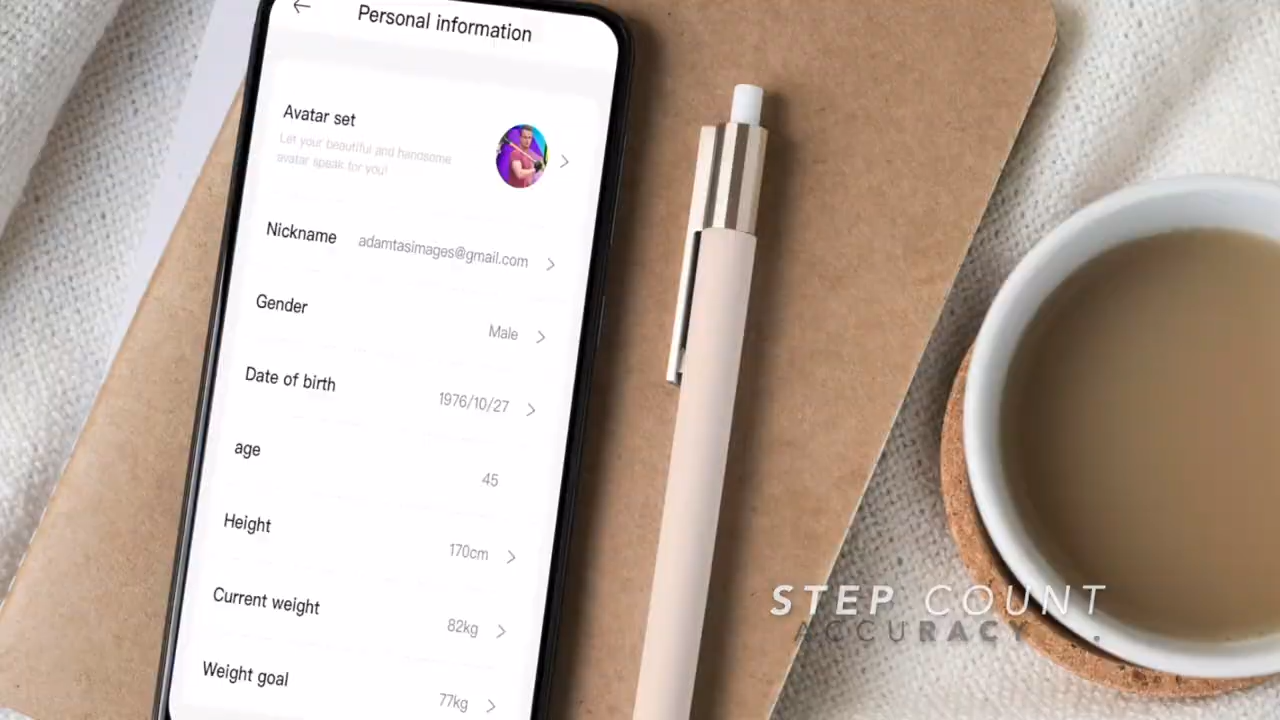 Personal information
Avatar set
Let your beautiful and handsome
avatar speak for you!
Nickname adamtasimages@gmail.com
Gender Male
Date of birth 1976/10/27
age 45
Height 170cm
Current weight 82kg
Weight goal 77kg
STEP COUNT
ACCURACY